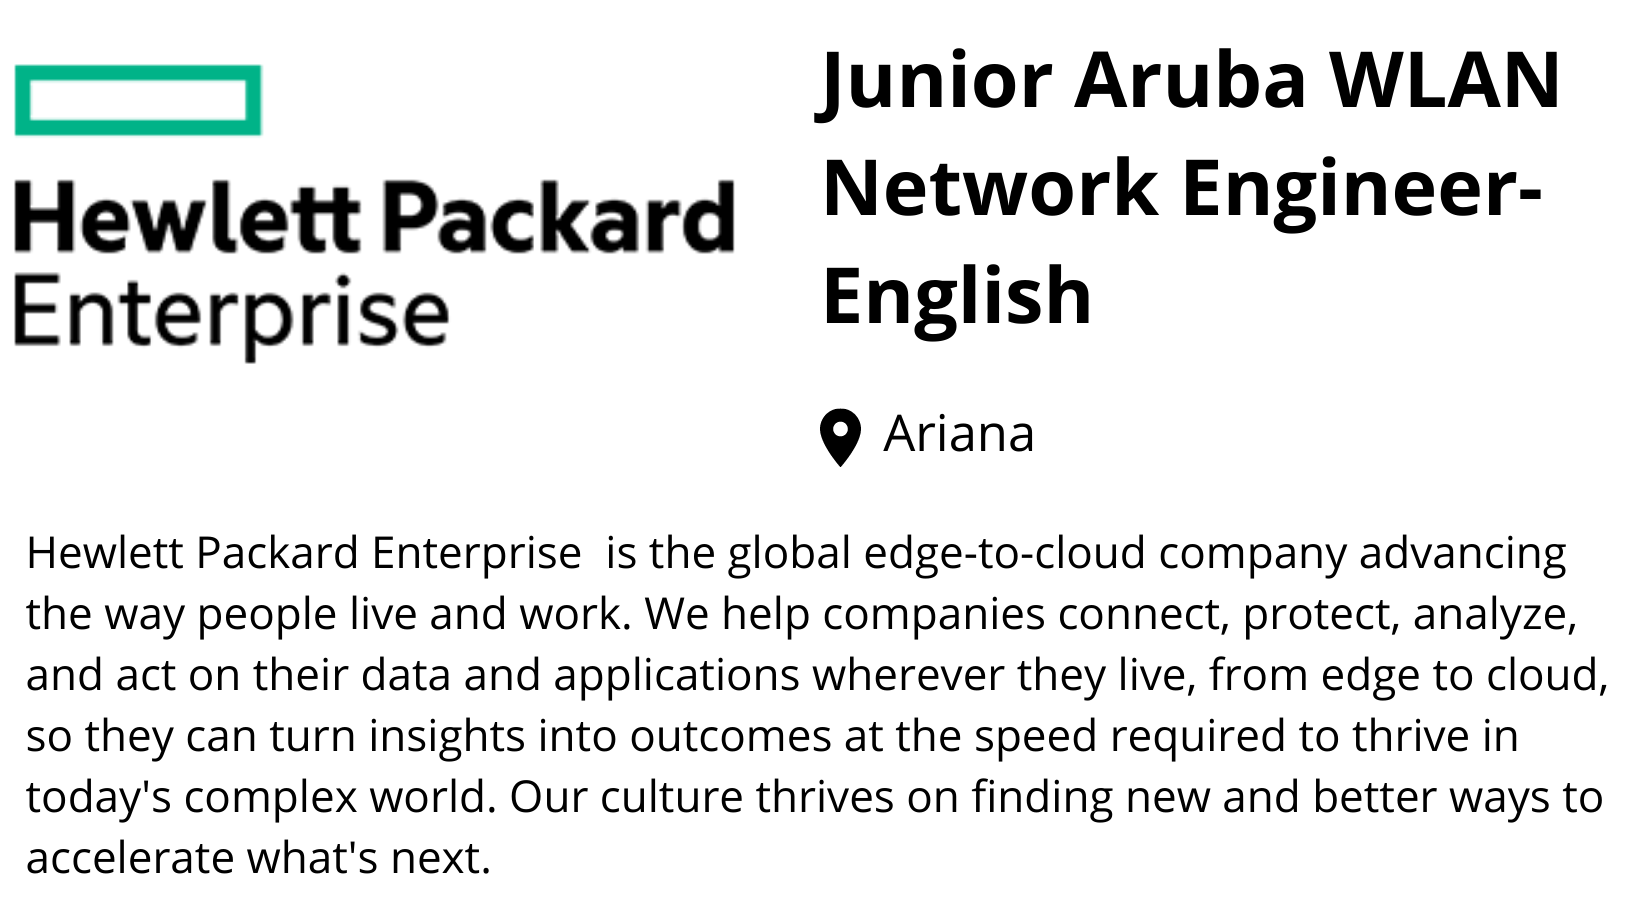 Hewlett Packard
Enterprise
Junior Aruba WLAN
Network Engineer-
English
Ariana
Hewlett Packard Enterprise  is the global edge-to-cloud company advancing
the way people live and work. We help companies connect, protect, analyze,
and act on their data and applications wherever they live, from edge to cloud,
so they can turn insights into outcomes at the speed required to thrive in
today's complex world. Our culture thrives on finding new and better ways to
accelerate what's next.